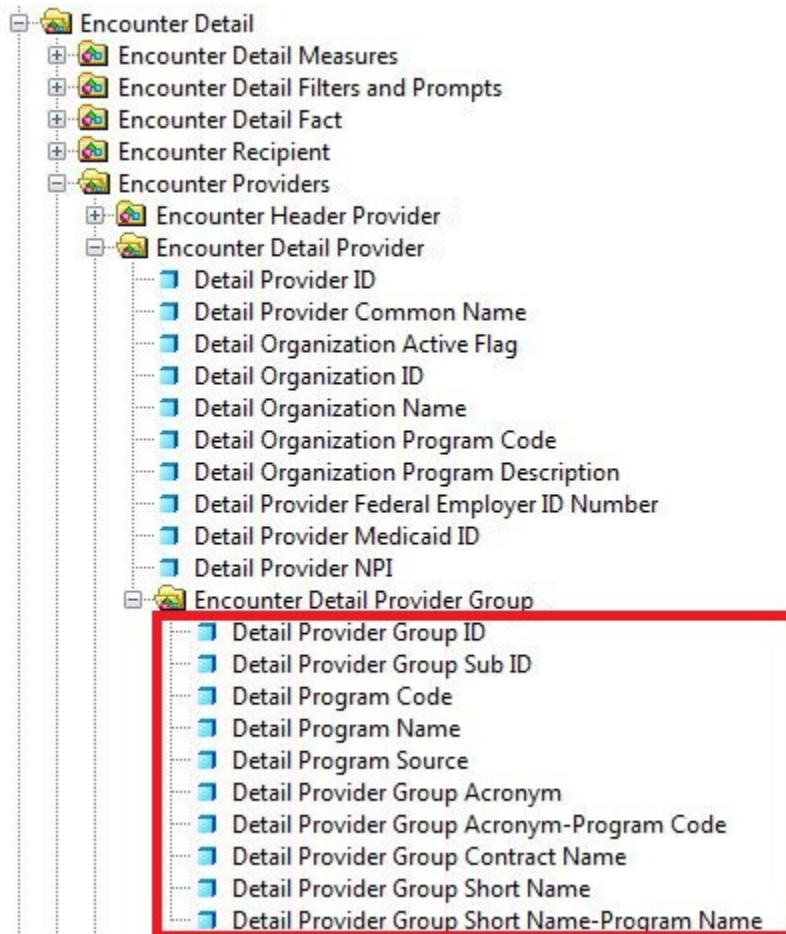 Encounter Detail
Encounter Detail Measures
Encounter Detail Filters and Prompts
Encounter Detail Fact
Encounter Recipient
Encounter Providers
Encounter Header Provider
Encounter Detail Provider
Detail Provider ID
Detail Provider Common Name
Detail Organization Active Flag
Detail Organization ID
Detail Organization Name
Detail Organization Program Code
Detail Organization Program Description
Detail Provider Federal Employer ID Number
Detail Provider Medicaid ID
Detail Provider NPI
Encounter Detail Provider Group
Detail Provider Group ID
Detail Provider Group Sub ID
Detail Program Code
Detail Program Name
Detail Program Source
Detail Provider Group Acronym
Detail Provider Group Acronym-Program Code
Detail Provider Group Contract Name
Detail Provider Group Short Name
Detail Provider Group Short Name-Program Name